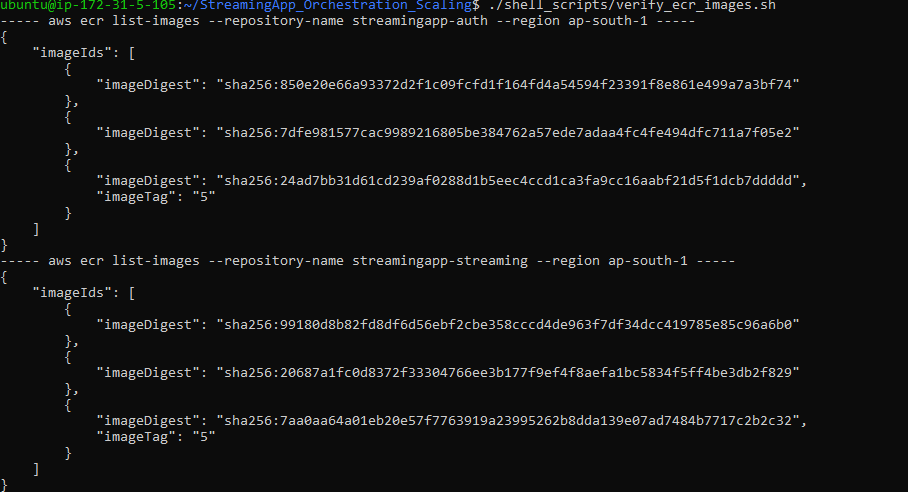 ubuntu@ip-172-31-5-105:~/StreamingApp_Orchestration_Scaling$ ./shell_scripts/verify_ecr_images.sh
----- aws ecr list-images --repository-name streamingapp-auth --region ap-south-1 -----
{
    "imageIds": [
        {
            "imageDigest": "sha256:850e20e66a93372d2f1c09fcfd1f164fd4a54594f23391f8e861e499a7a3bf74"
        },
        {
            "imageDigest": "sha256:7dfe981577cac9989216805be384762a57ede7adaa4fc4fe494dfc711a7f05e2"
        },
        {
            "imageDigest": "sha256:24ad7bb31d61cd239af0288d1b5eec4ccd1ca3fa9cc16aabf21d5f1dcb7ddddd",
            "imageTag": "5"
        }
    ]
}
----- aws ecr list-images --repository-name streamingapp-streaming --region ap-south-1 -----
{
    "imageIds": [
        {
            "imageDigest": "sha256:99180d8b82fd8df6d56ebf2cbe358cccd4de963f7df34dcc419785e85c96a6b0"
        },
        {
            "imageDigest": "sha256:20687a1fc0d8372f33304766ee3b177f9ef4f8aefa1bc5834f5ff4be3db2f829"
        },
        {
            "imageDigest": "sha256:7aa0aa64a01eb20e57f7763919a23995262b8dda139e07ad7484b7717c2b2c32",
            "imageTag": "5"
        }
    ]
}